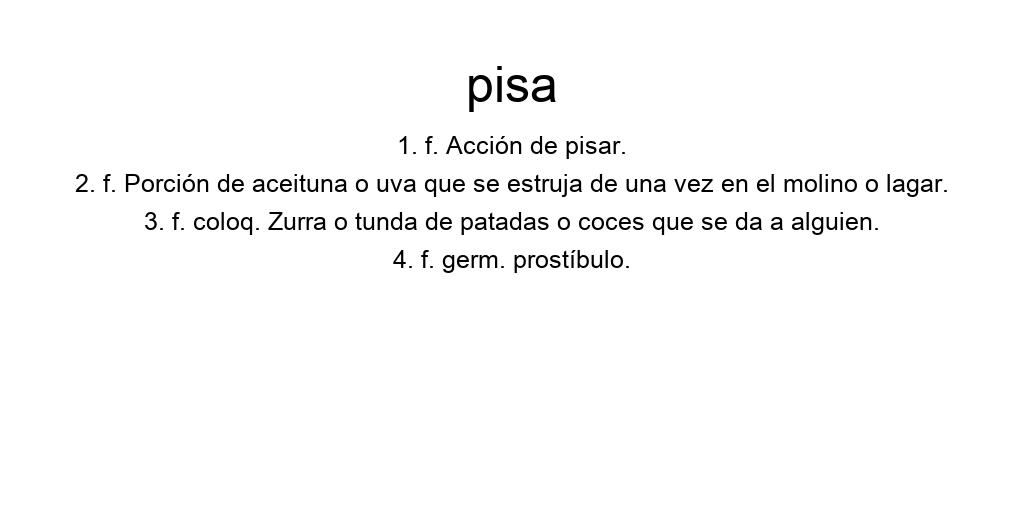 pisa
1. f. Acción de pisar.
2. f. Porción de aceituna o uva que se estruja de una vez en el molino o lagar.
3. f. coloq. Zurra o tunda de patadas o coces que se da a alguien.
4. f. germ. prostíbulo.